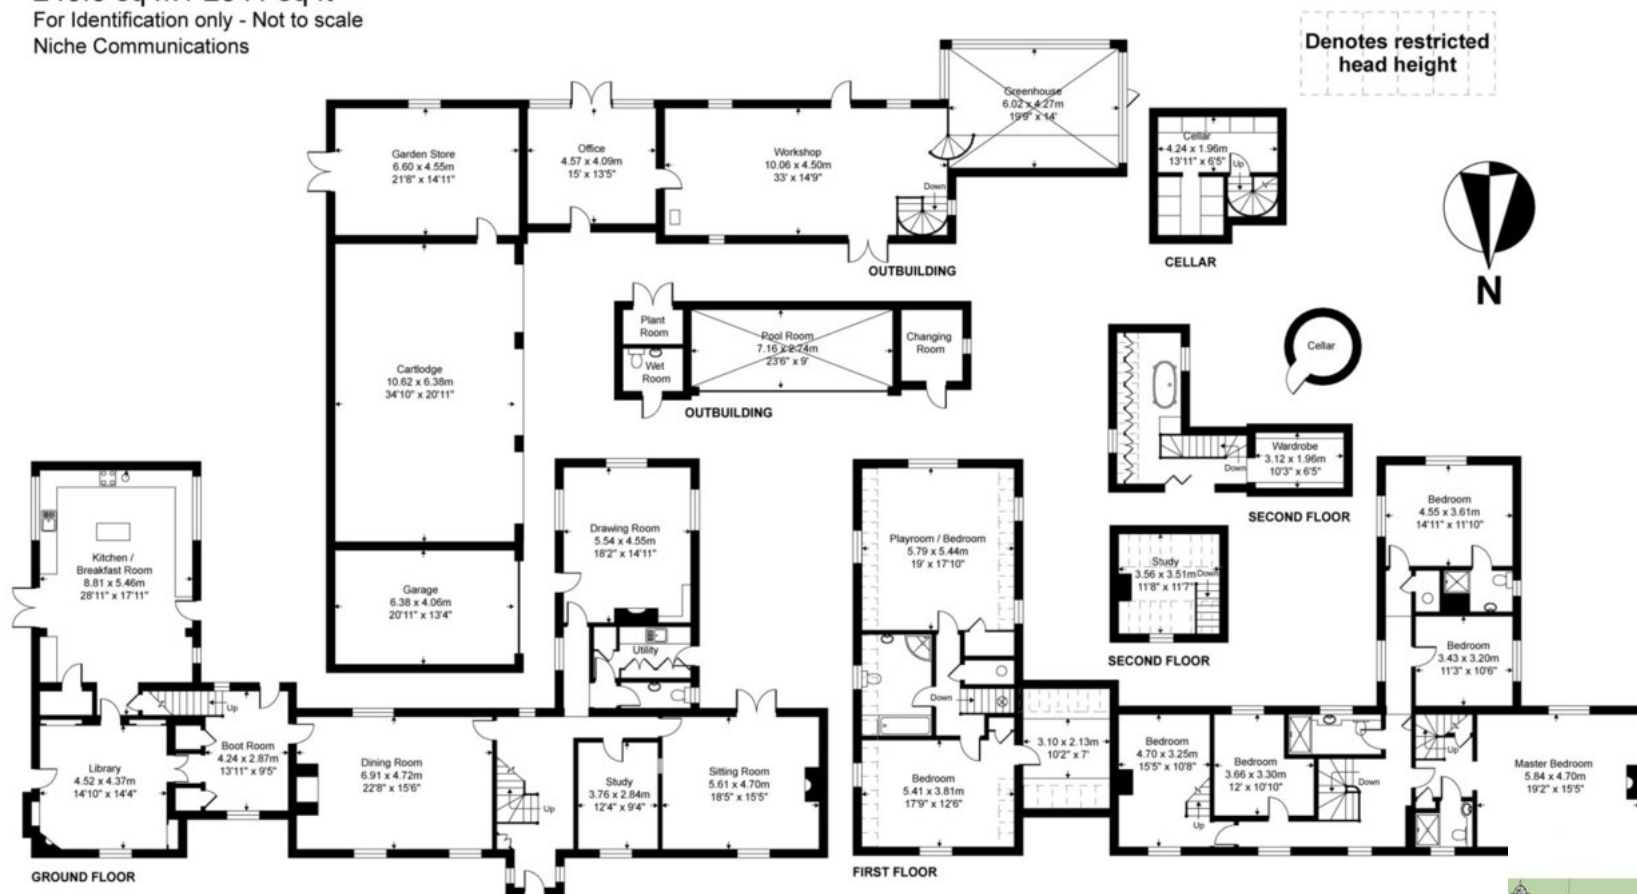 For Identification only - Not to scale
Niche Communications
Denotes restricted
head height
Greenhouse
6.02 x 4.27m
19'9" x 14'
Garden Store
6.60 x 4.55m
21'8" x 14'11"
Office
4.57 x 4.09m
15' x 13'5"
Workshop
10.06 x 4.50m
33' x 14'9"
Down
OUTBUILDING
Cellar
4.24 x 1.96m
13'11" x 6'5"
Up
CELLAR
N
Plant
Room
Wet
Room
Pool Room
7.16 x 2.74m
23'6" x 9'
Changing
Room
OUTBUILDING
Cartlodge
10.62 x 6.38m
34'10" x 20'11"
Garage
6.38 x 4.06m
20'11" x 13'4"
Cellar
Wardrobe
3.12 x 1.96m
10'3" x 6'5"
Down
SECOND FLOOR
Study
3.56 x 3.51m
11'8" x 11'7"
Down
SECOND FLOOR
Kitchen /
Breakfast Room
8.81 x 5.46m
28'11" x 17'11"
Drawing Room
5.54 x 4.55m
18'2" x 14'11"
Utility
Up
Boot Room
4.24 x 2.87m
13'11" x 9'5"
Library
4.52 x 4.37m
14'10" x 14'4"
Dining Room
6.91 x 4.72m
22'8" x 15'6"
Up
Study
3.76 x 2.84m
12'4" x 9'4"
Sitting Room
5.61 x 4.70m
18'5" x 15'5"
GROUND FLOOR
Playroom / Bedroom
5.79 x 5.44m
19' x 17'10"
Down
Bedroom
5.41 x 3.81m
17'9" x 12'6"
3.10 x 2.13m
10'2" x 7'
FIRST FLOOR
Bedroom
4.55 x 3.61m
14'11" x 11'10"
Bedroom
3.43 x 3.20m
11'3" x 10'6"
Bedroom
4.70 x 3.25m
15'5" x 10'8"
Up
Bedroom
3.66 x 3.30m
12' x 10'10"
Down
Up
Master Bedroom
5.84 x 4.70m
19'2" x 15'5"